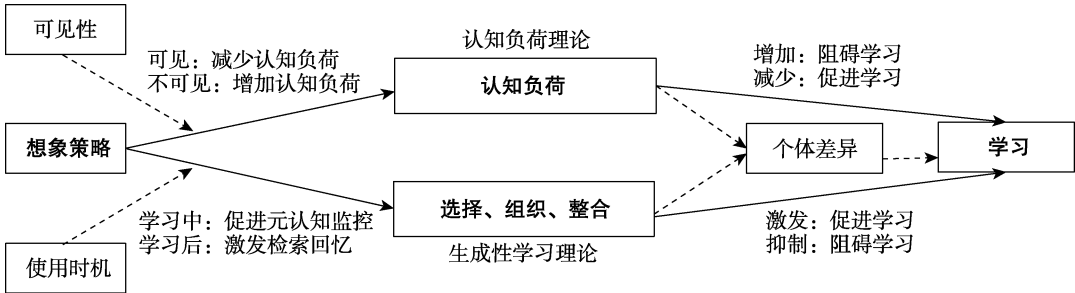 可见性
可见：减少认知负荷
不可见：增加认知负荷
认知负荷理论
认知负荷
增加：阻碍学习
减少：促进学习
想象策略
个体差异
学习
学习中：促进元认知监控
学习后：激发检索回忆
选择、组织、整合
生成性学习理论
激发：促进学习
抑制：阻碍学习
使用时机